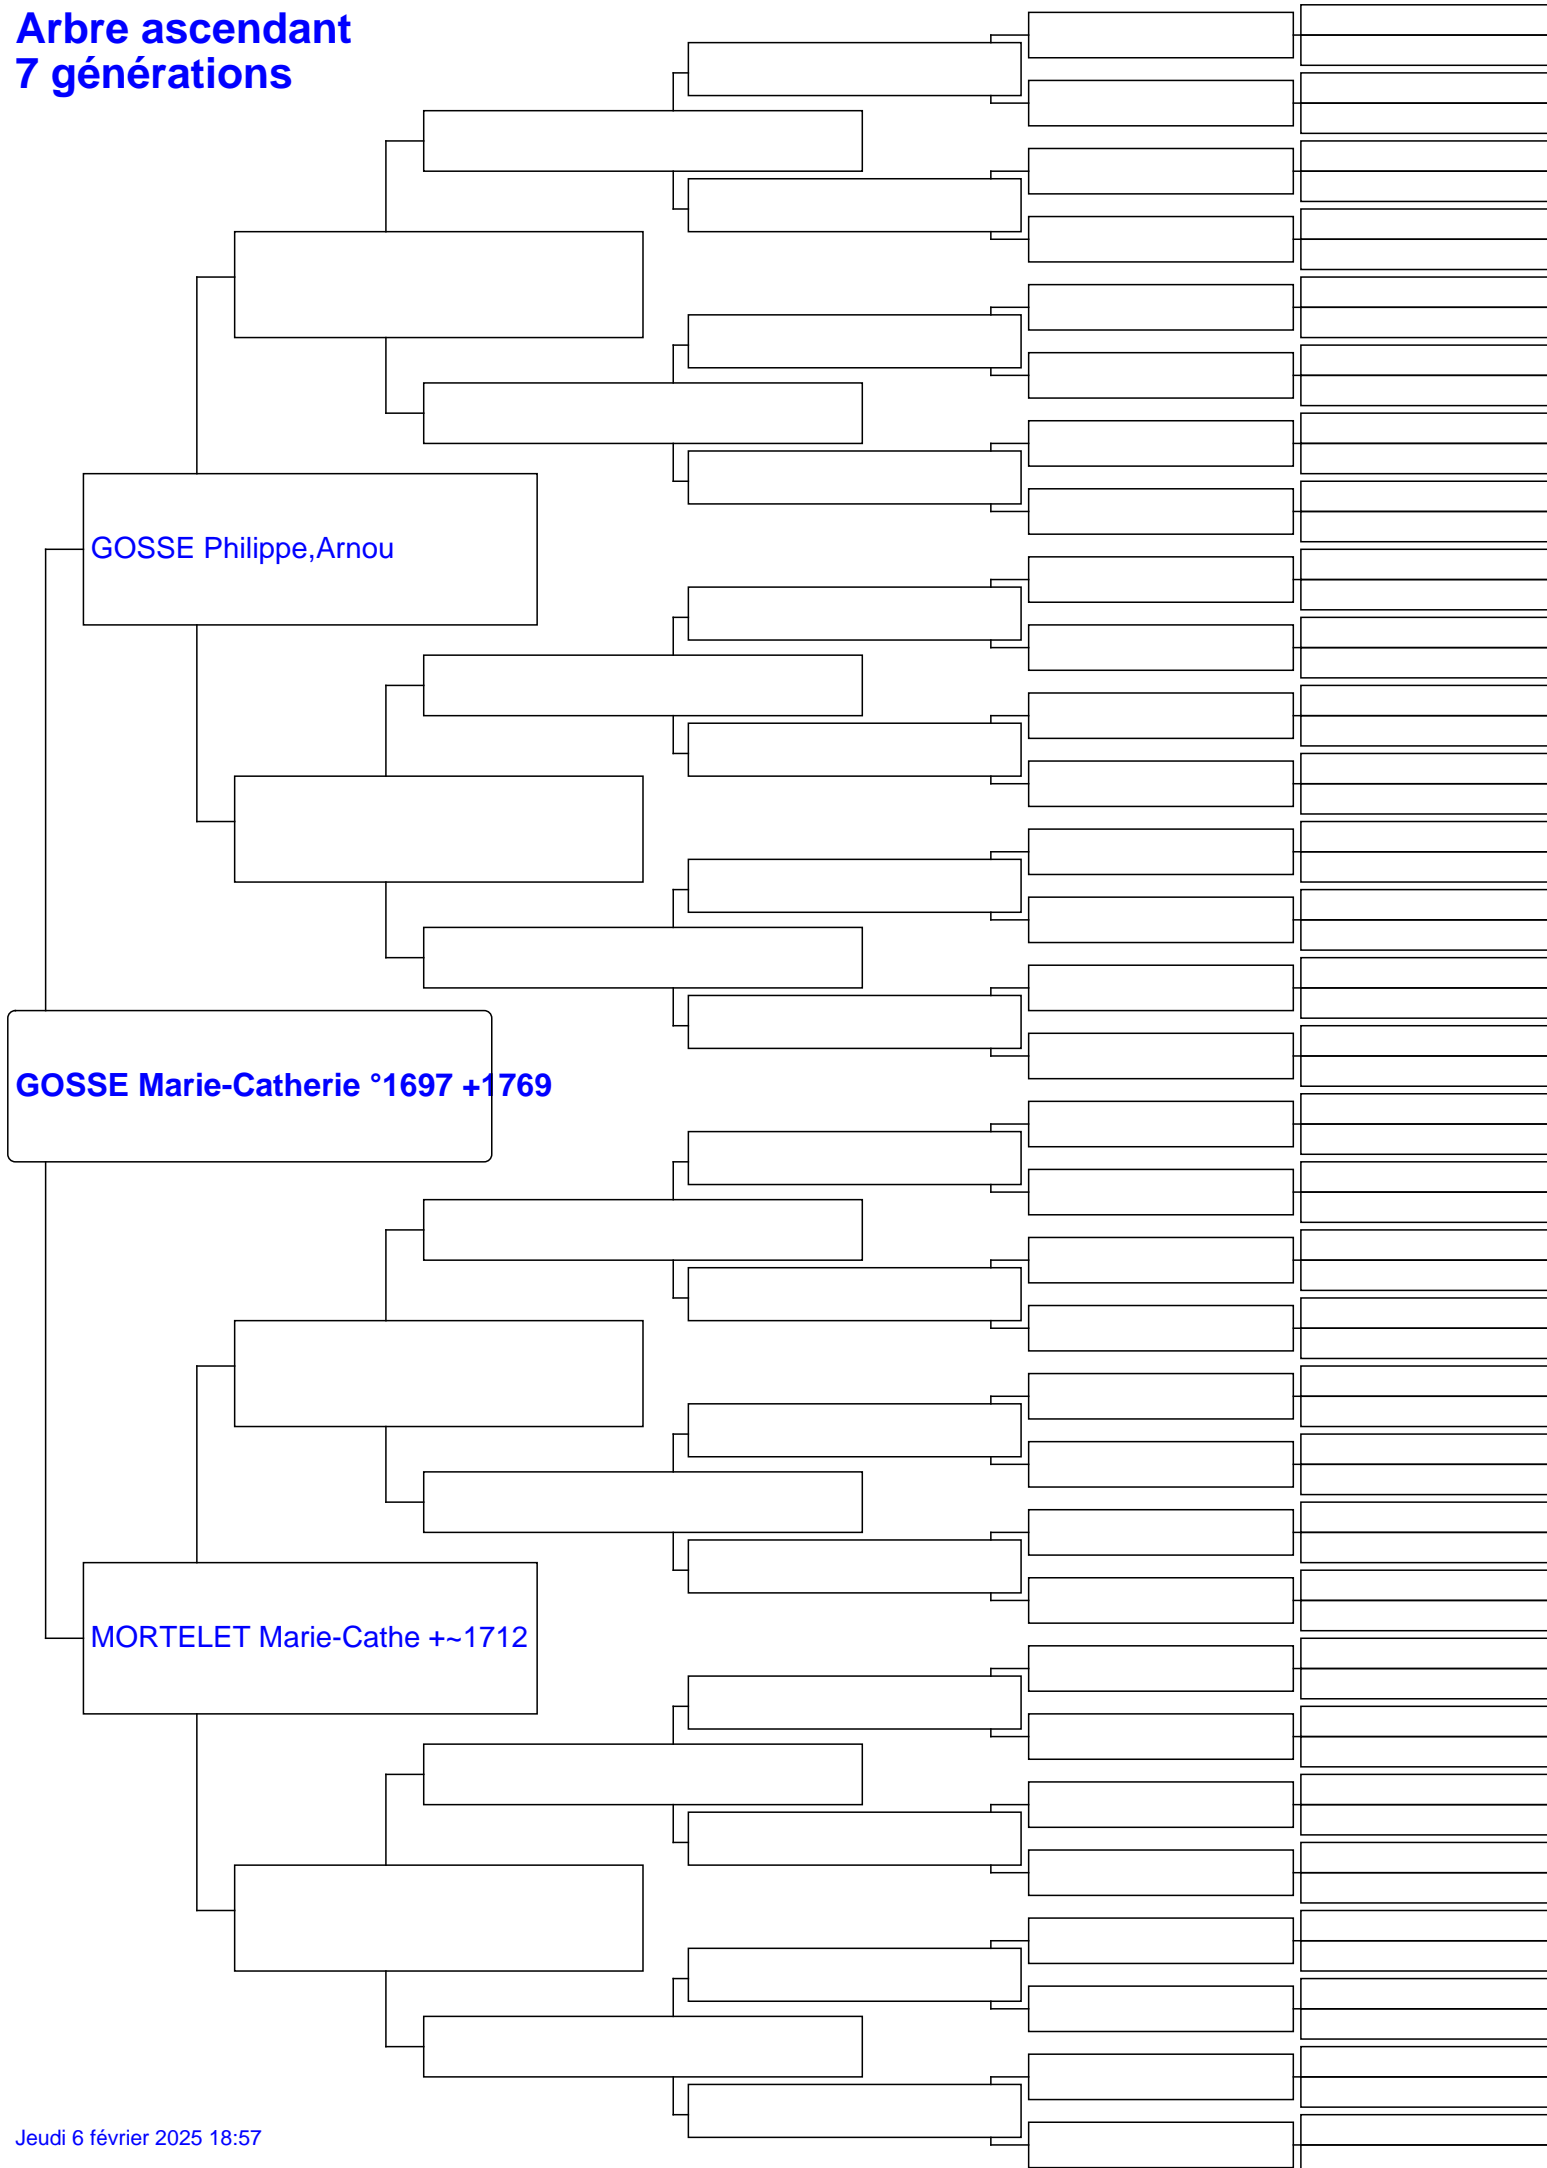 Arbre ascendant
7 générations
GOSSE Philippe,Arnou
GOSSE Marie-Catherie °1697 +1769
MORTELET Marie-Cathe +~1712
Jeudi 6 février 2025 18:57